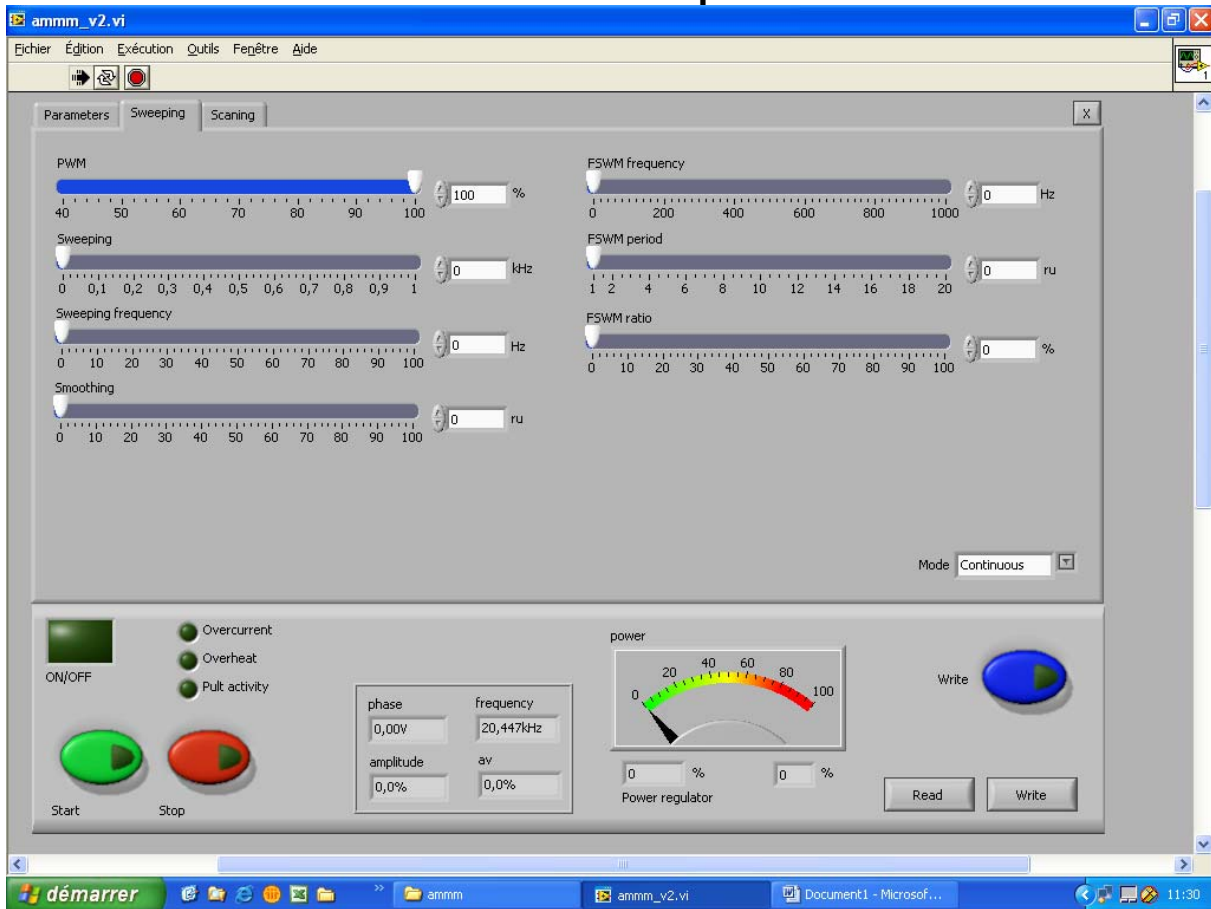 ammm_v2.vi
Fichier Édition Exécution Outils Fenêtre Aide
1
Parameters Sweeping Scaning X
PWM
100 %
40 50 60 70 80 90 100
Sweeping
0 kHz
0 0,1 0,2 0,3 0,4 0,5 0,6 0,7 0,8 0,9 1
Sweeping frequency
0 Hz
0 10 20 30 40 50 60 70 80 90 100
Smoothing
0 ru
0 10 20 30 40 50 60 70 80 90 100
FSWM frequency
0 Hz
0 200 400 600 800 1000
FSWM period
0 ru
1 2 4 6 8 10 12 14 16 18 20
FSWM ratio
0 %
0 10 20 30 40 50 60 70 80 90 100
Mode Continuous
ON/OFF
Overcurrent
Overheat
Pult activity
Start Stop
phase frequency
0,00V 20,447kHz
amplitude av
0,0% 0,0%
power
0 20 40 60 80 100
0 % 0 %
Power regulator
Write
Read Write
démarrer ammm ammm_v2.vi Document1 - Microsof... 11:30